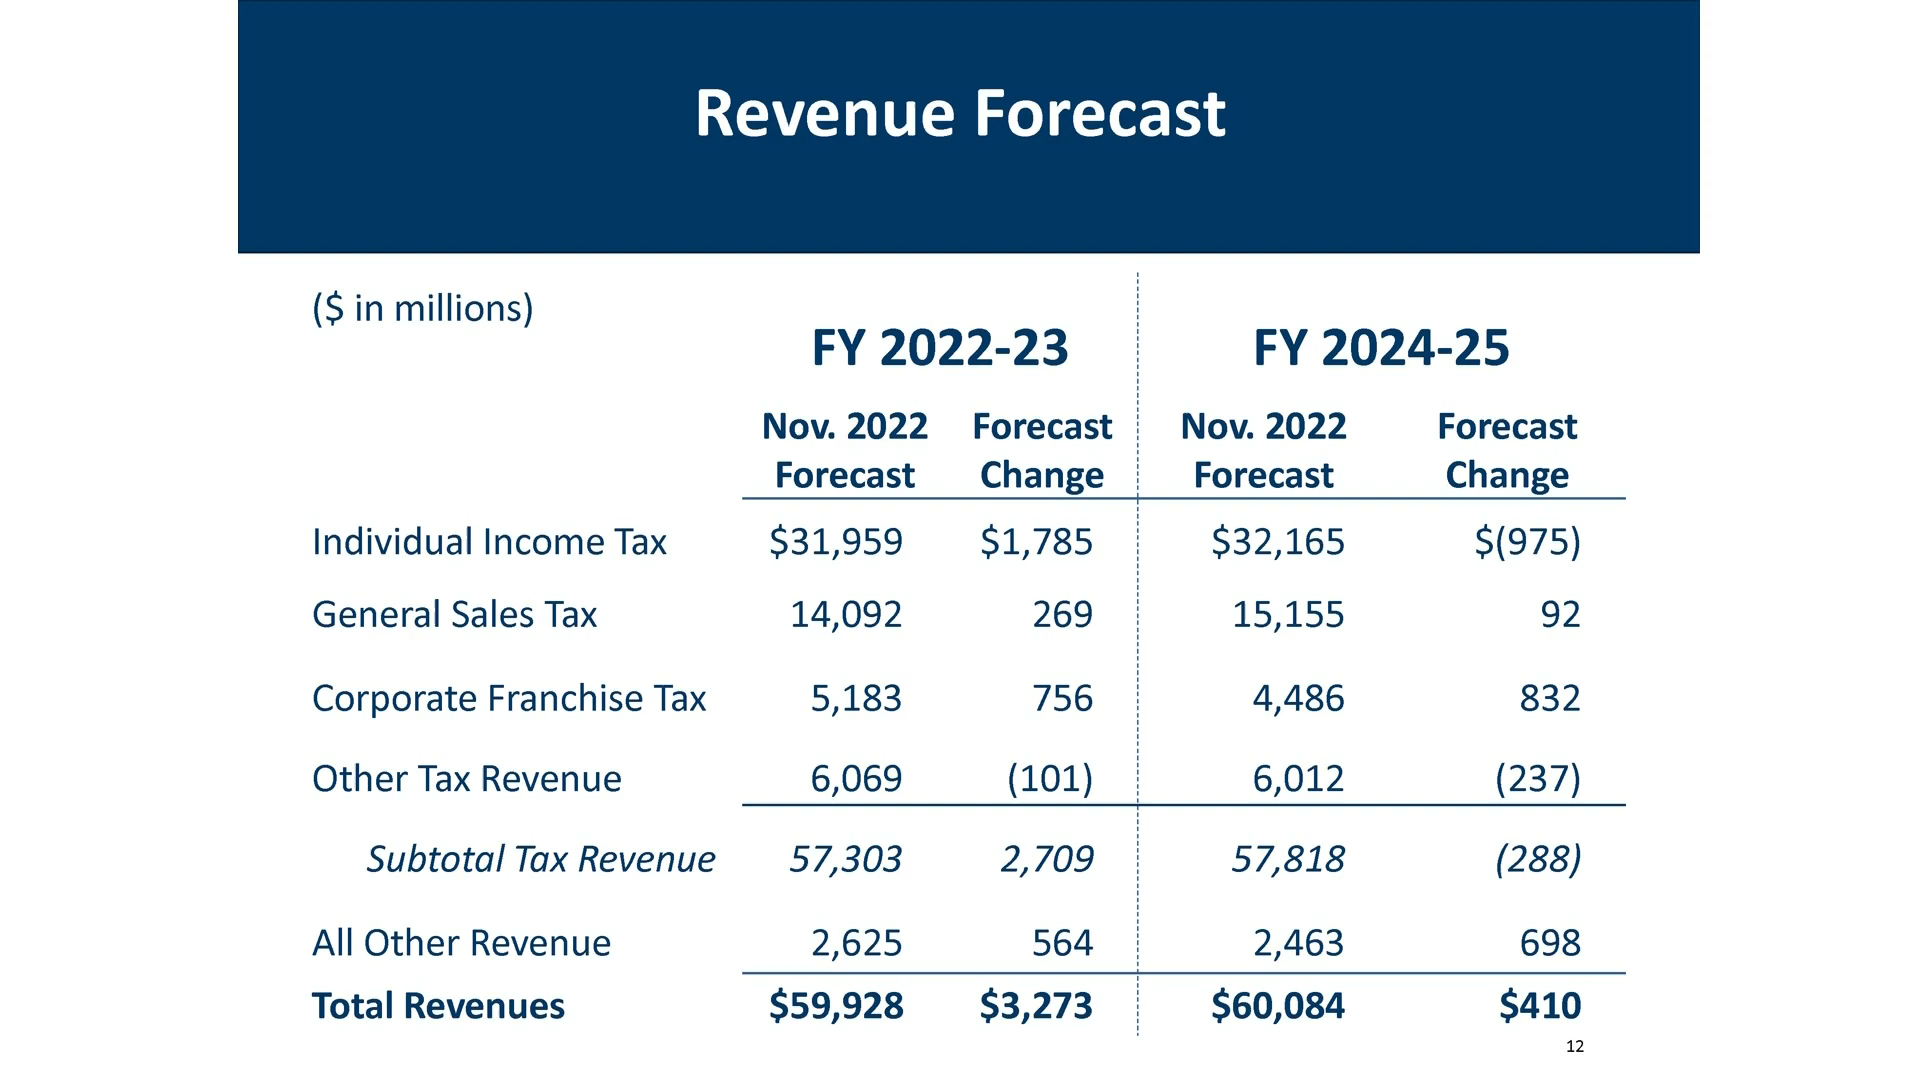 Revenue Forecast
($ in millions)
FY 2022-23 FY 2024-25
Nov. 2022 Forecast Nov. 2022 Forecast
Forecast Change Forecast Change
Individual Income Tax $31,959 $1,785 $32,165 $(975)
General Sales Tax 14,092 269 15,155 92
Corporate Franchise Tax 5,183 756 4,486 832
Other Tax Revenue 6,069 (101) 6,012 (237)
Subtotal Tax Revenue 57,303 2,709 57,818 (288)
All Other Revenue 2,625 564 2,463 698
Total Revenues $59,928 $3,273 $60,084 $410
12